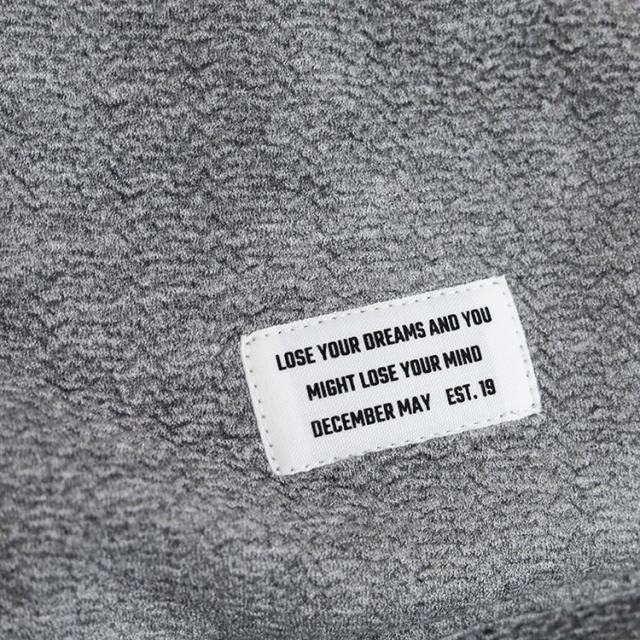 LOSE YOUR DREAMS AND YOU
MIGHT LOSE YOUR MIND
DECEMBER MAY EST. 19